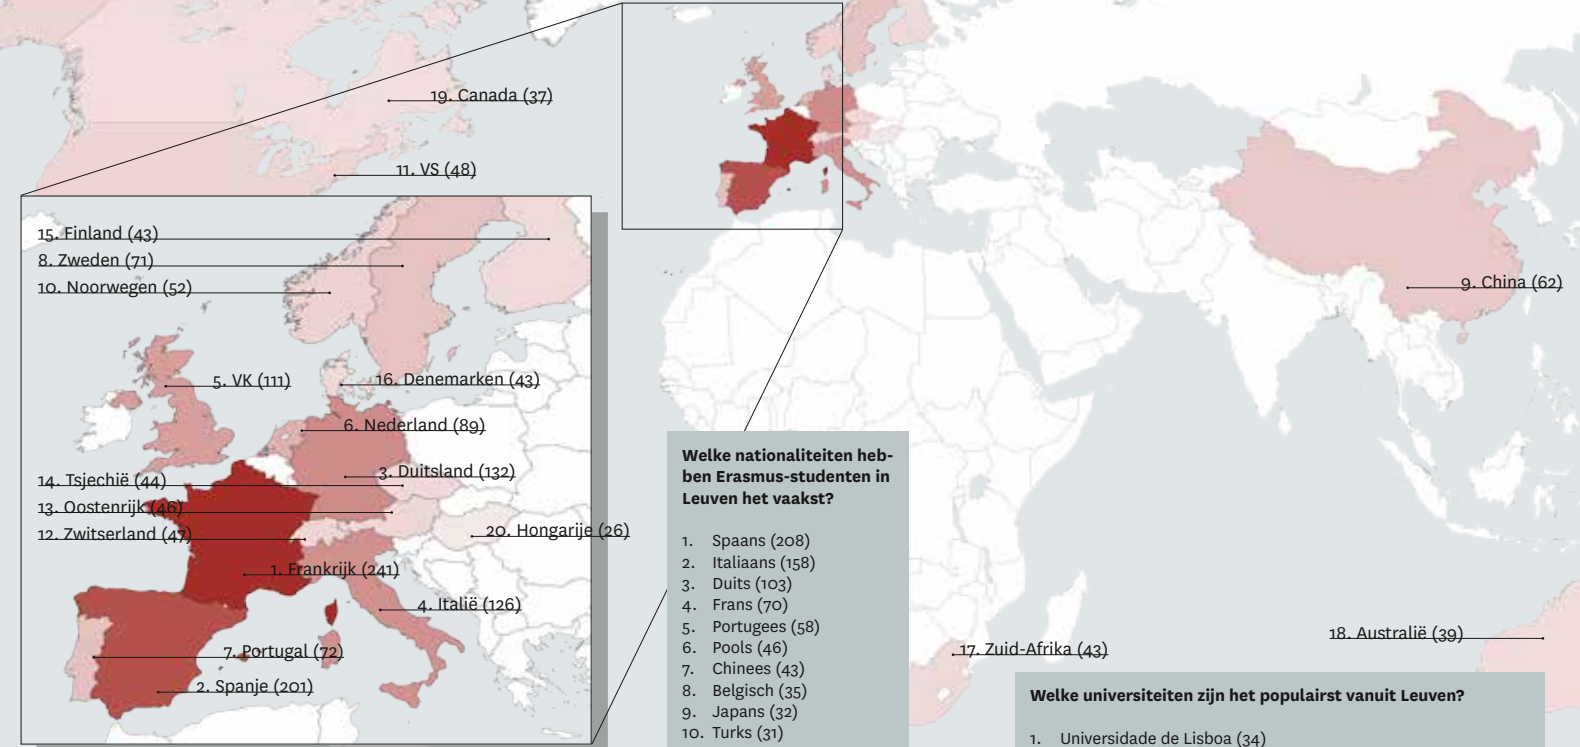 19. Canada (37)
11. VS (48)
15. Finland (43)
8. Zweden (71)
10. Noorwegen (52)
5. VK (111)
16. Denemarken (43)
6. Nederland (89)
3. Duitsland (132)
14. Tsjechië (44)
13. Oostenrijk (46)
12. Zwitserland (47)
20. Hongarije (26)
1. Frankrijk (241)
4. Italië (126)
7. Portugal (72)
2. Spanje (201)
9. China (62)
17. Zuid-Afrika (43)
18. Australië (39)
Welke nationaliteiten heb-
ben Erasmus-studenten in
Leuven het vaakst?
1. Spaans (208)
2. Italiaans (158)
3. Duits (103)
4. Frans (70)
5. Portugees (58)
6. Pools (46)
7. Chinees (43)
8. Belgisch (35)
9. Japans (32)
10. Turks (31)
Welke universiteiten zijn het populairst vanuit Leuven?
1. Universidade de Lisboa (34)